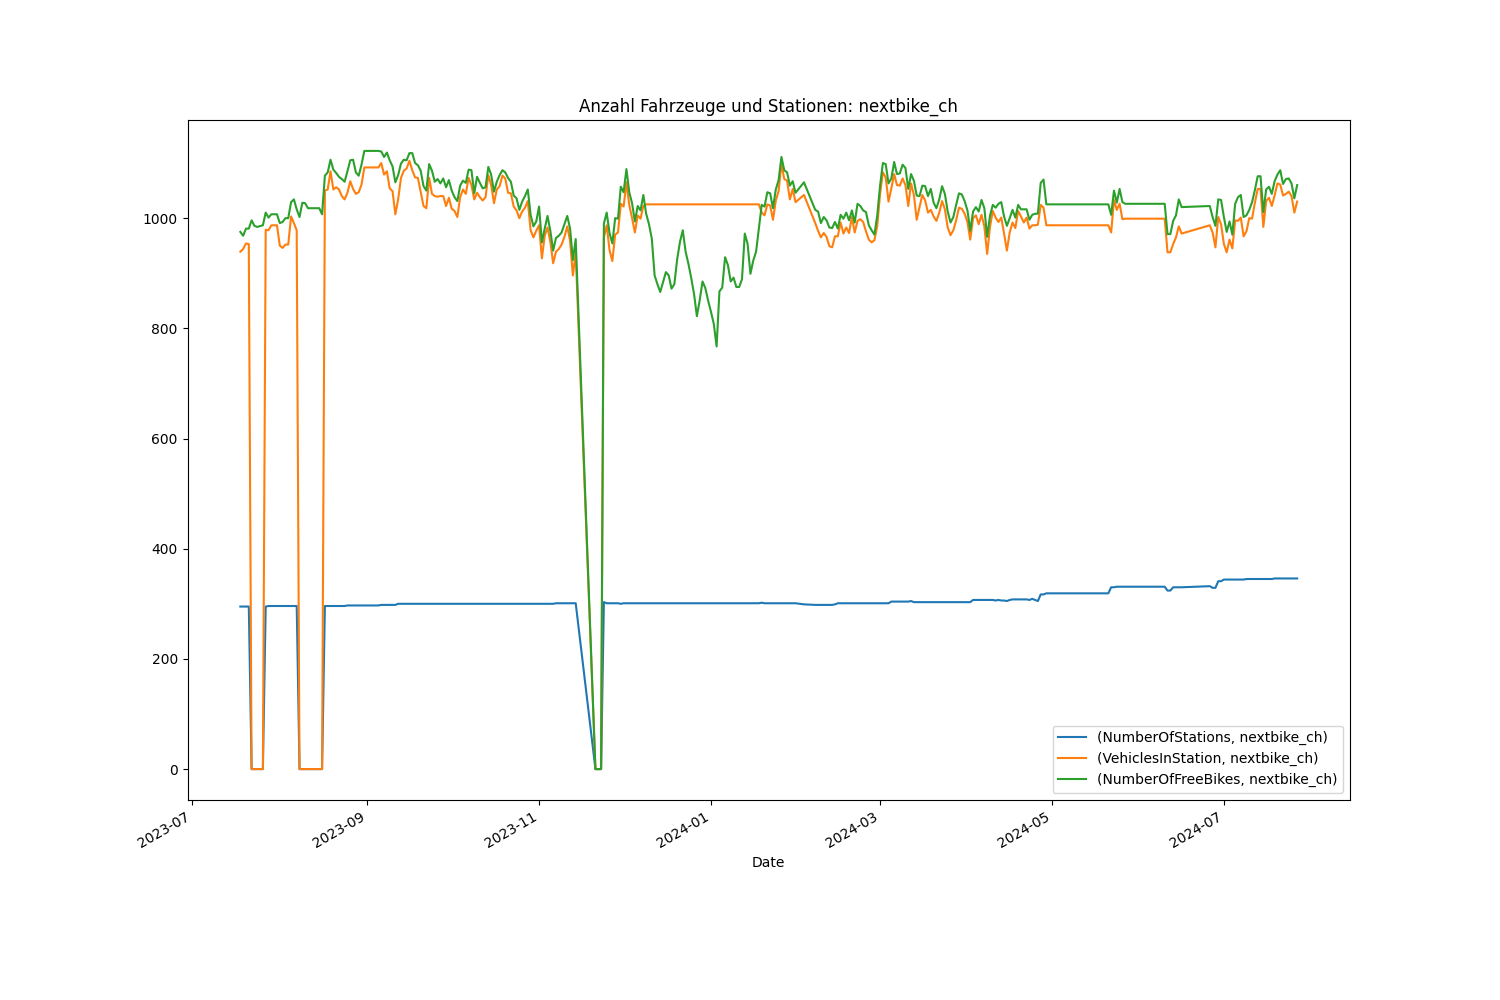 Anzahl Fahrzeuge und Stationen: nextbike_ch
1000
800
600
400
200
0
2023-07
2023-09
2023-11
2024-01
2024-03
2024-05
2024-07
Date
(NumberOfStations, nextbike_ch)
(VehiclesInStation, nextbike_ch)
(NumberOfFreeBikes, nextbike_ch)